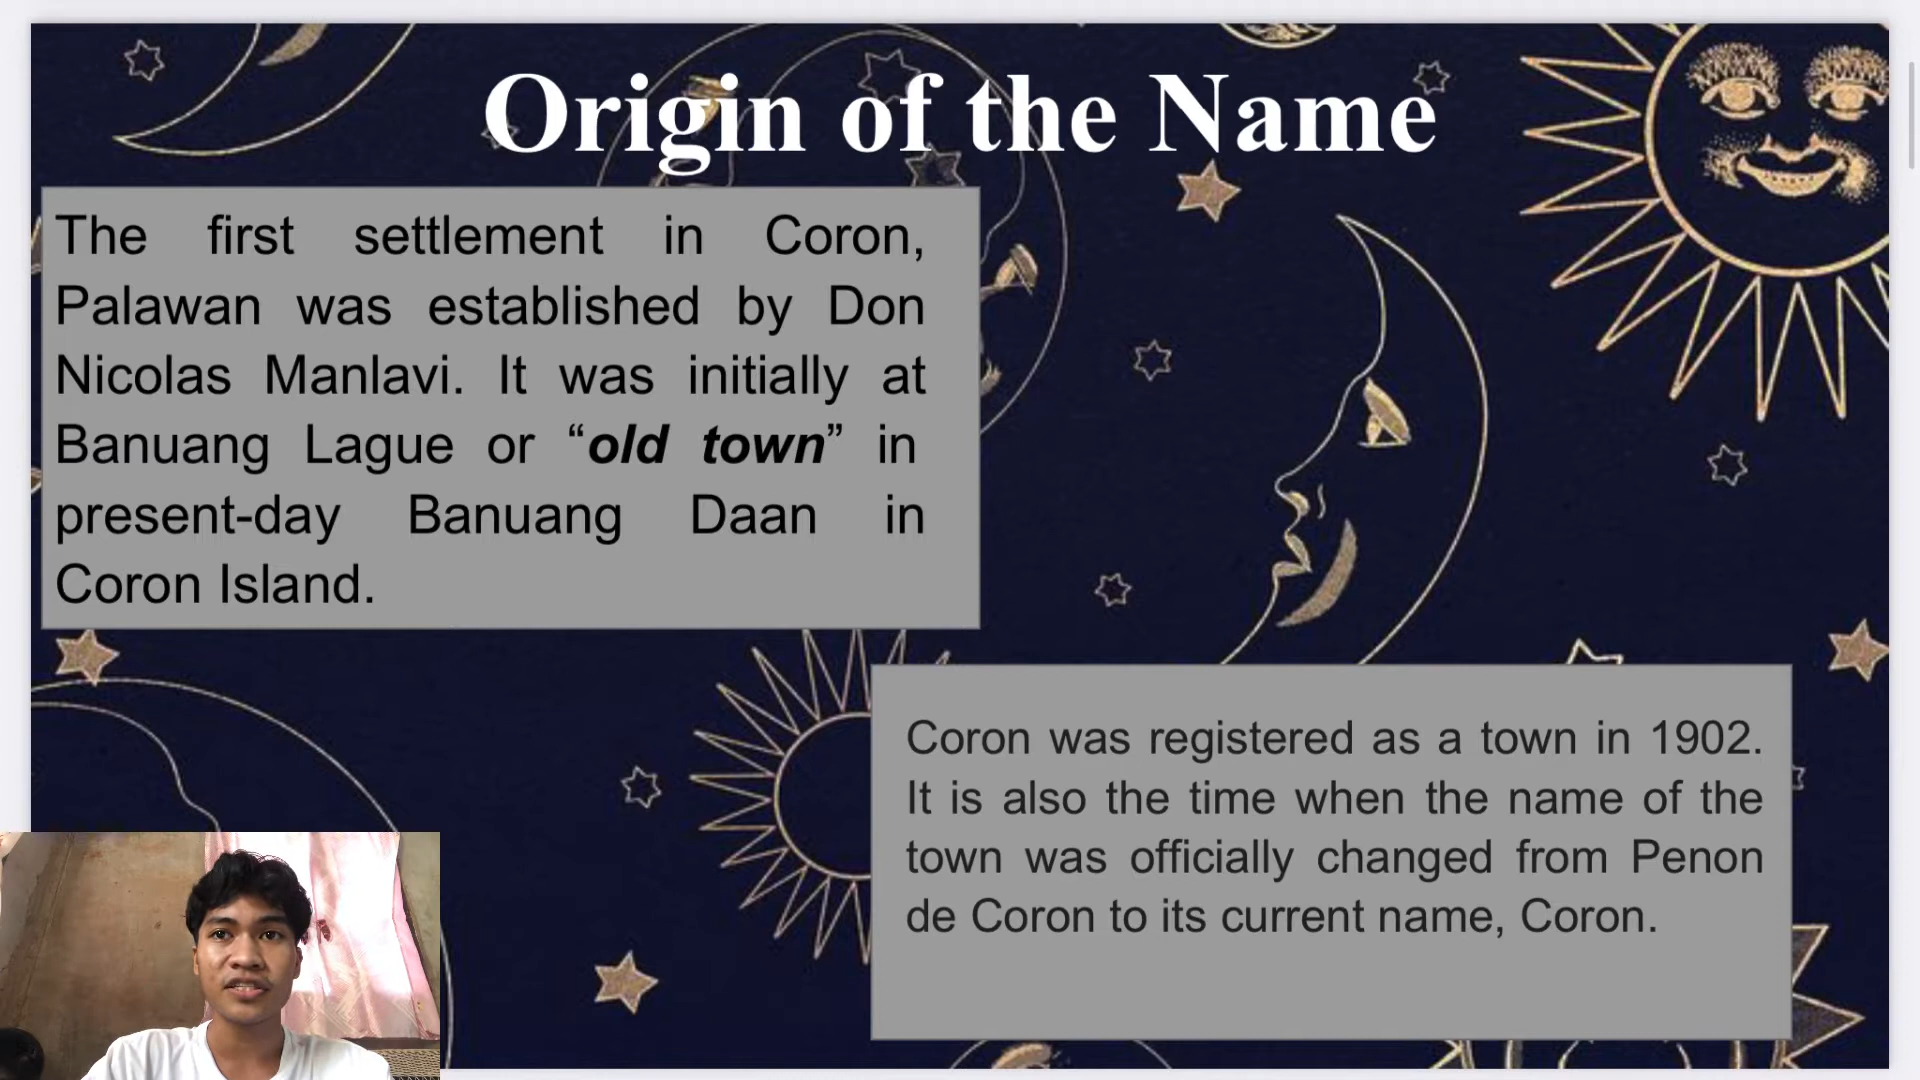 Origin of the Name
The first settlement in Coron,
Palawan was established by Don
Nicolas Manlavi. It was initially at
Banuang Lague or “old town” in
present-day Banuang Daan in
Coron Island.
Coron was registered as a town in 1902.
It is also the time when the name of the
town was officially changed from Penon
de Coron to its current name, Coron.